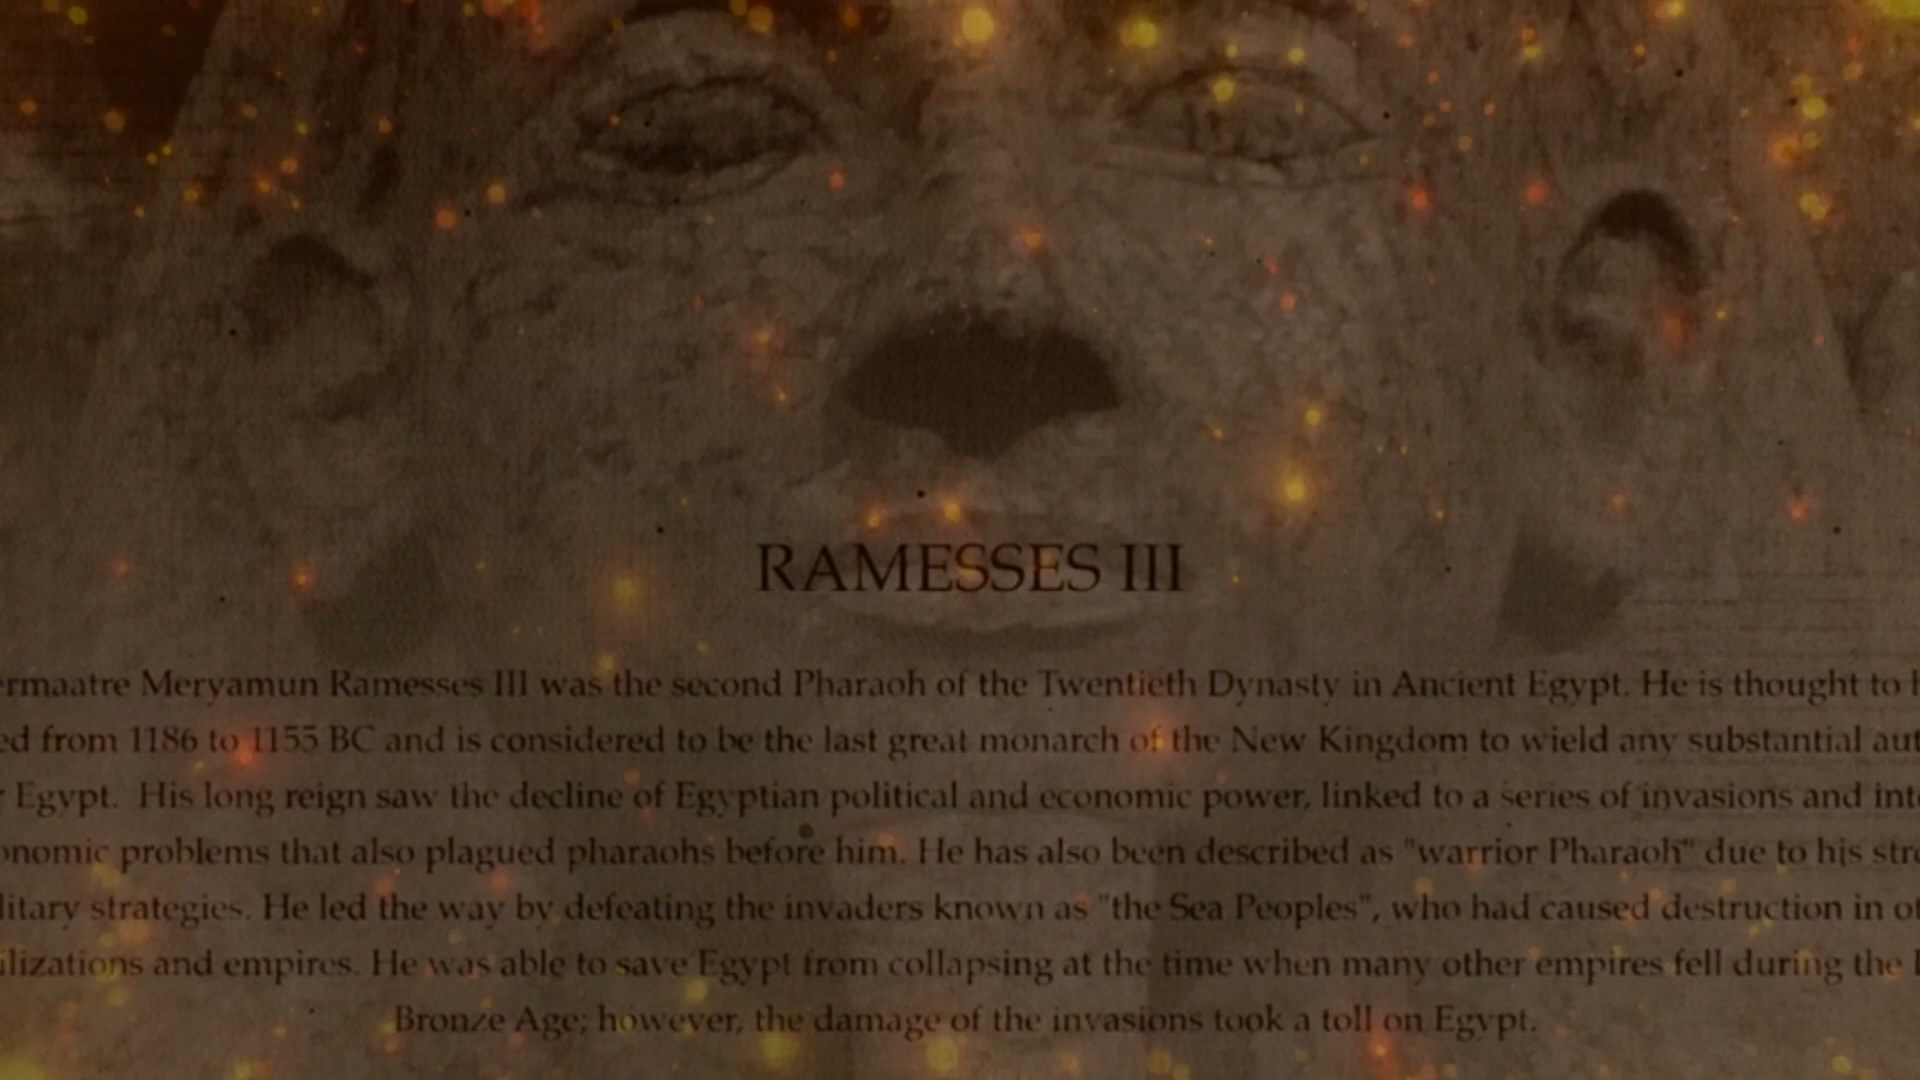 RAMESSES III
ermaatre Meryamun Ramesses III was the second Pharaoh of the Twentieth Dynasty in Ancient Egypt. He is thought to
ed from 1186 to 1155 BC and is considered to be the last great monarch of the New Kingdom to wield any substantial aut
r Egypt. His long reign saw the decline of Egyptian political and economic power, linked to a series of invasions and inte
onomic problems that also plagued pharaohs before him. He has also been described as "warrior Pharaoh" due to his stro
litary strategies. He led the way by defeating the invaders known as "the Sea Peoples", who had caused destruction in ot
ilizations and empires. He was able to save Egypt from collapsing at the time when many other empires fell during the
Bronze Age; however, the damage of the invasions took a toll on Egypt.